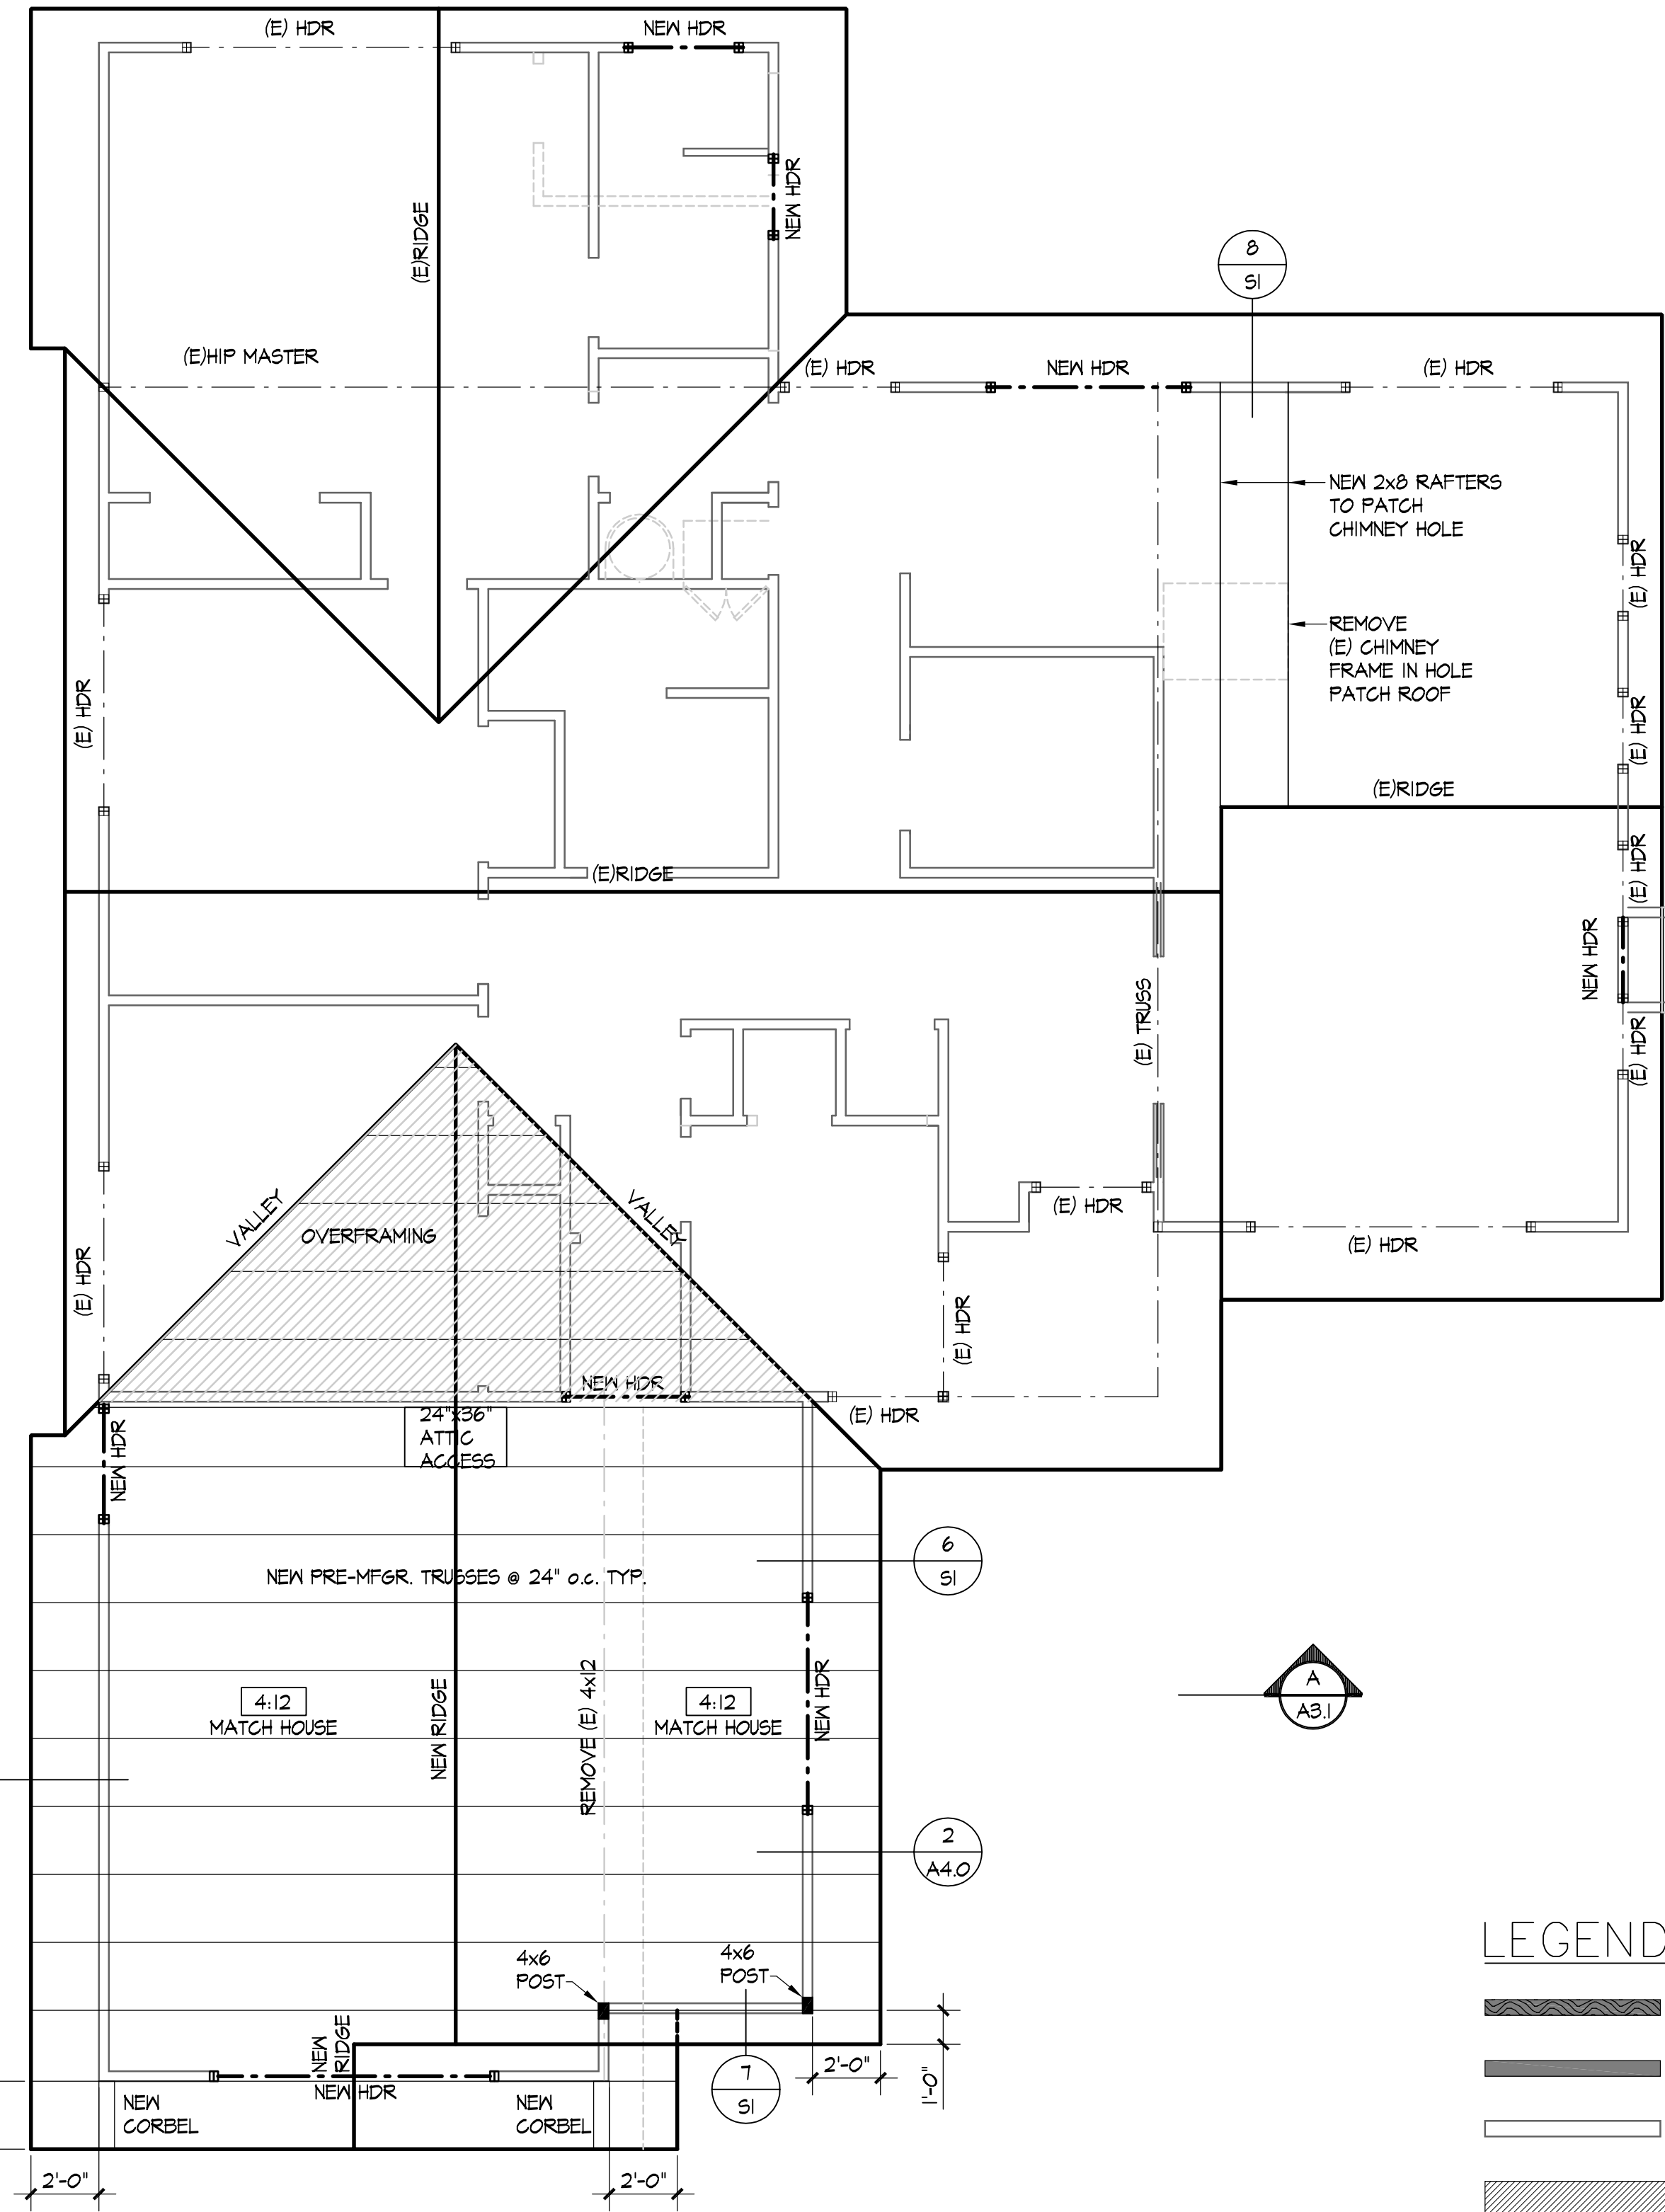 (E) HDR
NEW HDR
NEW HDR
(E)RIDGE
8
S1
(E)HIP MASTER
(E) HDR
NEW HDR
(E) HDR
NEW 2x8 RAFTERS
TO PATCH
CHIMNEY HOLE
(E) HDR
REMOVE
(E) CHIMNEY
FRAME IN HOLE
PATCH ROOF
(E) HDR
(E) HDR
(E)RIDGE
(E)RIDGE
(E) HDR
NEW HDR
(E) TRUSS
(E) HDR
VALLEY
VALLEY
OVERFRAMING
(E) HDR
(E) HDR
(E) HDR
(E) HDR
NEW HDR
(E) HDR
24"x36"
ATTIC
ACCESS
NEW HDR
6
S1
NEW PRE-MFGR. TRUSSES @ 24" o.c. TYP.
4:12
MATCH HOUSE
NEW RIDGE
REMOVE (E) 4x12
4:12
MATCH HOUSE
NEW HDR
A
A3.1
2
A4.0
LEGEND
4x6
POST
4x6
POST
NEW
RIDGE
NEW HDR
7
S1
2'-0"
1'-0"
NEW
CORBEL
NEW
CORBEL
2'-0"
2'-0"